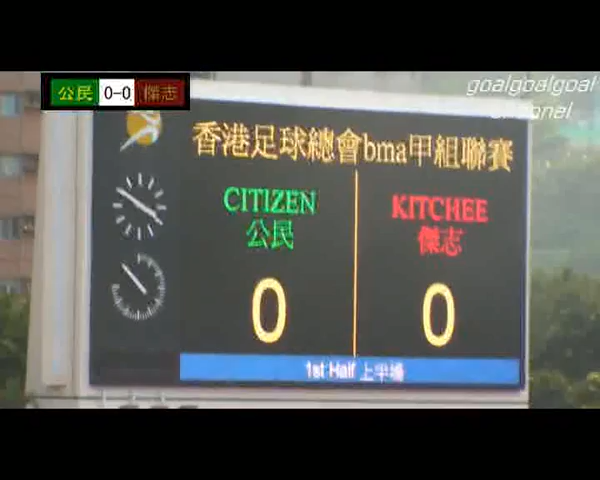 公民 0-0 傑志
goalgoalgoal
channel
香港足球總會bma甲組聯賽
CITIZEN KITCHEE
公民 傑志
0 0
1st Half 上半場